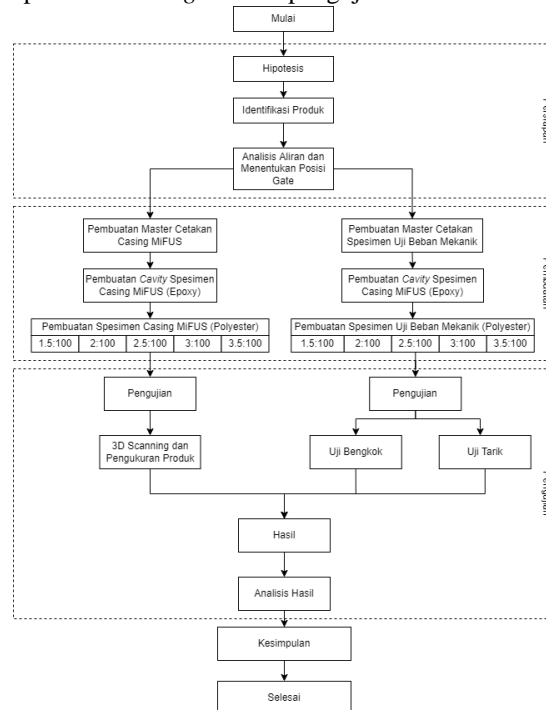 Mulai
Hipotesis
Identifikasi Produk
Analisis Aliran dan
Menentukan Posisi
Gate
Pembuatan Master Cetakan
Casing MiFUS
Pembuatan Master Cetakan
Spesimen Uji Beban Mekanik
Pembuatan Cavity Spesimen
Casing MiFUS (Epoxy)
Pembuatan Cavity Spesimen
Casing MiFUS (Epoxy)
Pembuatan Spesimen Casing MiFUS (Polyester)
1.5:100 2:100 2.5:100 3:100 3.5:100
Pembuatan Spesimen Uji Beban Mekanik (Polyester)
1.5:100 2:100 2.5:100 3:100 3.5:100
Pengujian
Pengujian
3D Scanning dan
Pengukuran Produk
Uji Bengkok
Uji Tarik
Hasil
Analisis Hasil
Kesimpulan
Selesai